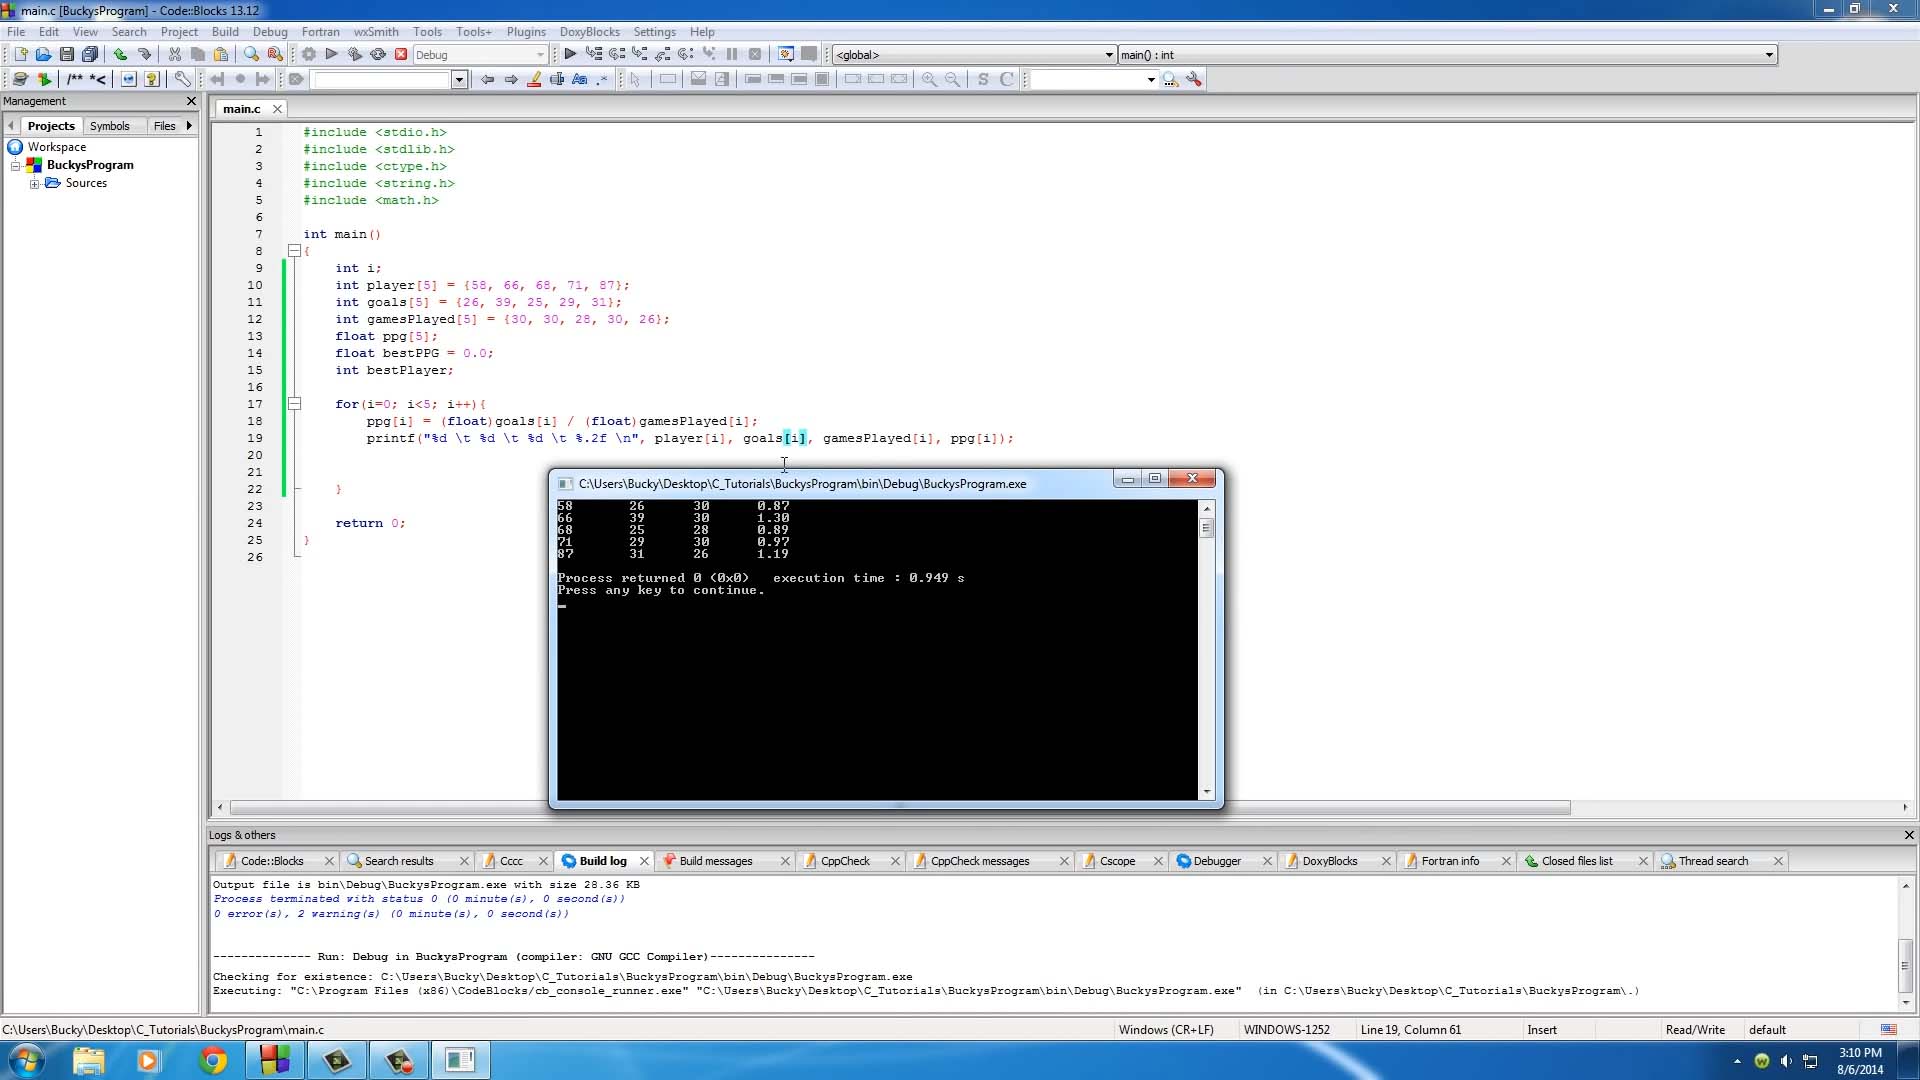 main.c [BuckysProgram] - Code::Blocks 13.12
File Edit View Search Project Build Debug Fortran wxSmith Tools Tools+ Plugins DoxyBlocks Settings Help
Debug
<global>
main() : int
/** *<
Aa .*
S C
Management
Projects Symbols Files
Workspace
BuckysProgram
Sources
main.c
1 #include <stdio.h>
2 #include <stdlib.h>
3 #include <ctype.h>
4 #include <string.h>
5 #include <math.h>
6
7 int main()
8 {
9 int i;
10 int player[5] = {58, 66, 68, 71, 87};
11 int goals[5] = {26, 39, 25, 29, 31};
12 int gamesPlayed[5] = {30, 30, 28, 30, 26};
13 float ppg[5];
14 float bestPPG = 0.0;
15 int bestPlayer;
16
17 for(i=0; i<5; i++){
18 ppg[i] = (float)goals[i] / (float)gamesPlayed[i];
19 printf("%d \t %d \t %d \t %.2f \n", player[i], goals[i], gamesPlayed[i], ppg[i]);
20
21
22 }
23
24 return 0;
25 }
26
C:\Users\Bucky\Desktop\C_Tutorials\BuckysProgram\bin\Debug\BuckysProgram.exe
58 26 30 0.87
66 39 30 1.30
68 25 28 0.89
71 29 30 0.97
87 31 26 1.19
Process returned 0 (0x0) execution time : 0.949 s
Press any key to continue.
Logs & others
Code::Blocks Search results Cccc Build log Build messages CppCheck CppCheck messages Cscope Debugger DoxyBlocks Fortran info Closed files list Thread search
Output file is bin\Debug\BuckysProgram.exe with size 28.36 KB
Process terminated with status 0 (0 minute(s), 0 second(s))
0 error(s), 2 warning(s) (0 minute(s), 0 second(s))
-------------- Run: Debug in BuckysProgram (compiler: GNU GCC Compiler)---------------
Checking for existence: C:\Users\Bucky\Desktop\C_Tutorials\BuckysProgram\bin\Debug\BuckysProgram.exe
Executing: "C:\Program Files (x86)\CodeBlocks/cb_console_runner.exe" "C:\Users\Bucky\Desktop\C_Tutorials\BuckysProgram\bin\Debug\BuckysProgram.exe" (in C:\Users\Bucky\Desktop\C_Tutorials\BuckysProgram\.)
C:\Users\Bucky\Desktop\C_Tutorials\BuckysProgram\main.c Windows (CR+LF) WINDOWS-1252 Line 19, Column 61 Insert Read/Write default
3:10 PM
8/6/2014